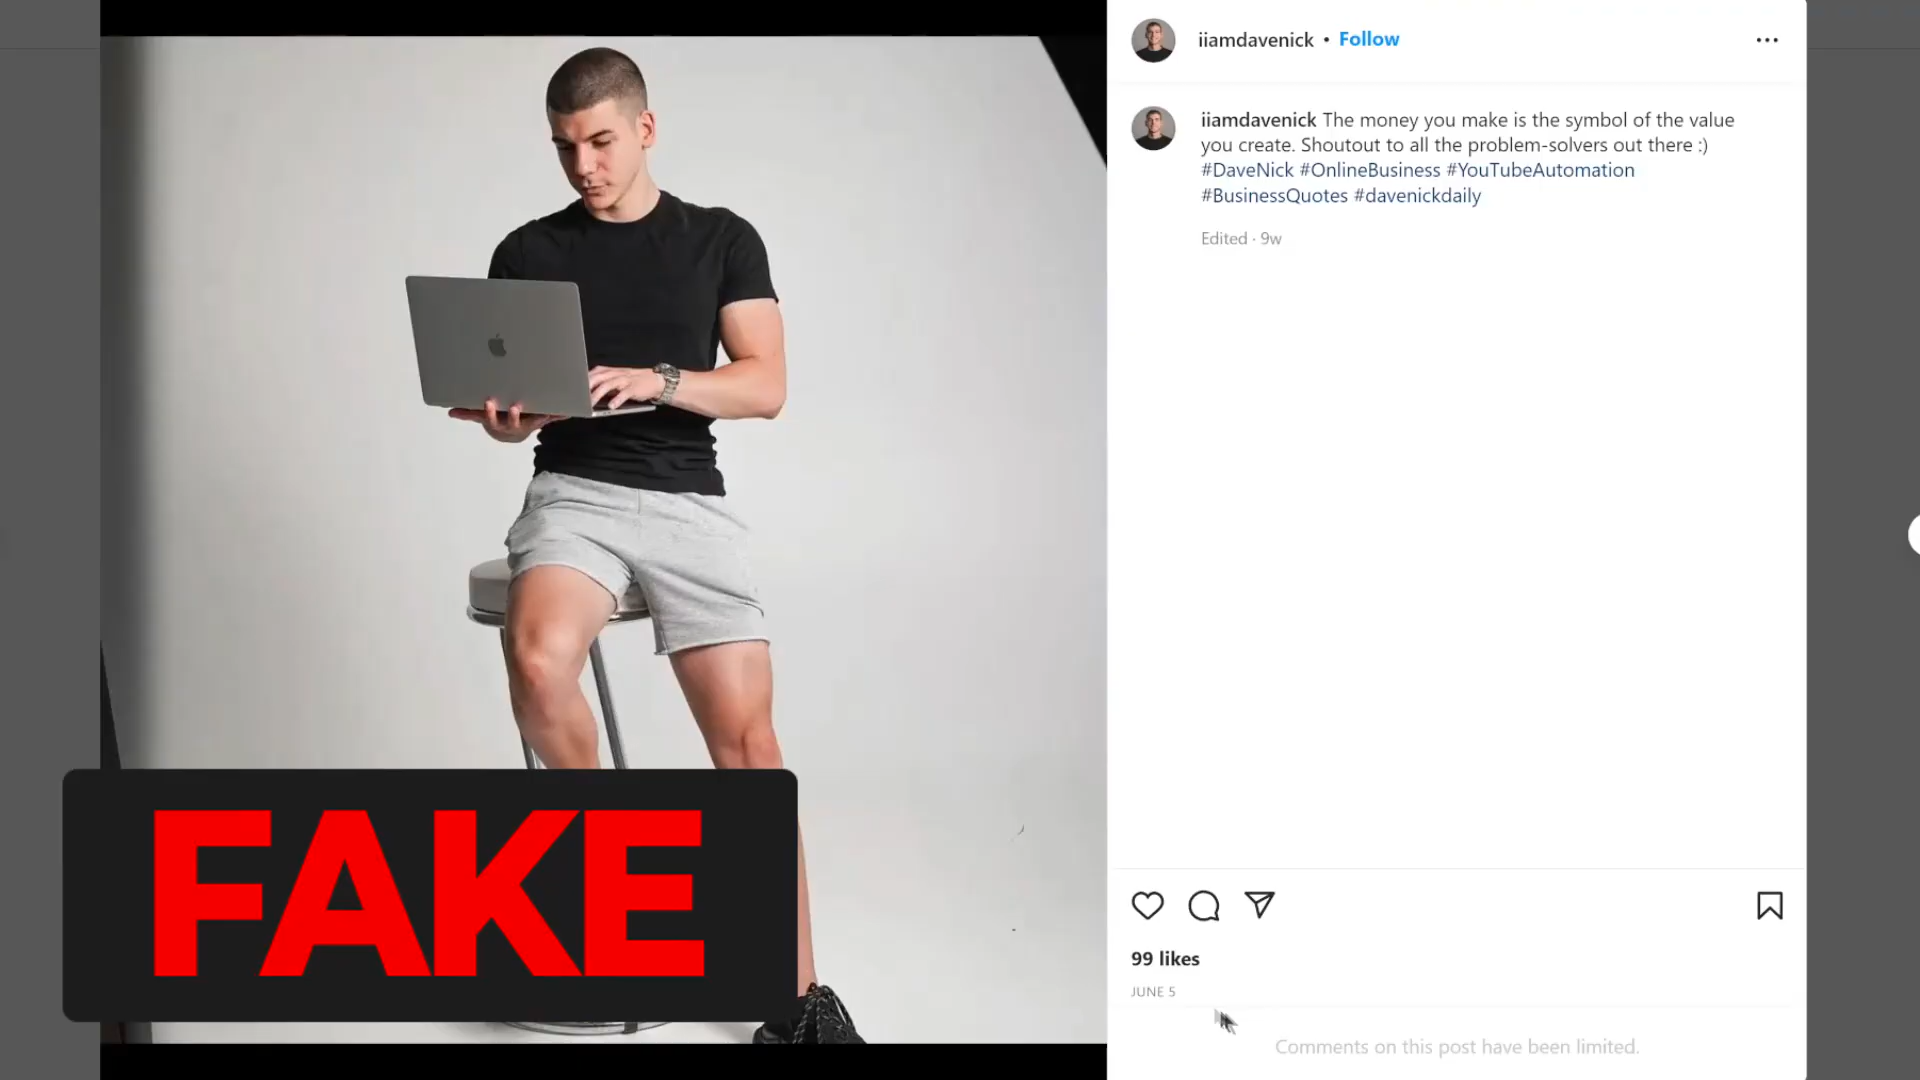 iiamdavenick • Follow
iiamdavenick The money you make is the symbol of the value
you create. Shoutout to all the problem-solvers out there :)
#DaveNick #OnlineBusiness #YouTubeAutomation
#BusinessQuotes #davenickdaily
Edited · 9w
FAKE
99 likes
JUNE 5
Comments on this post have been limited.